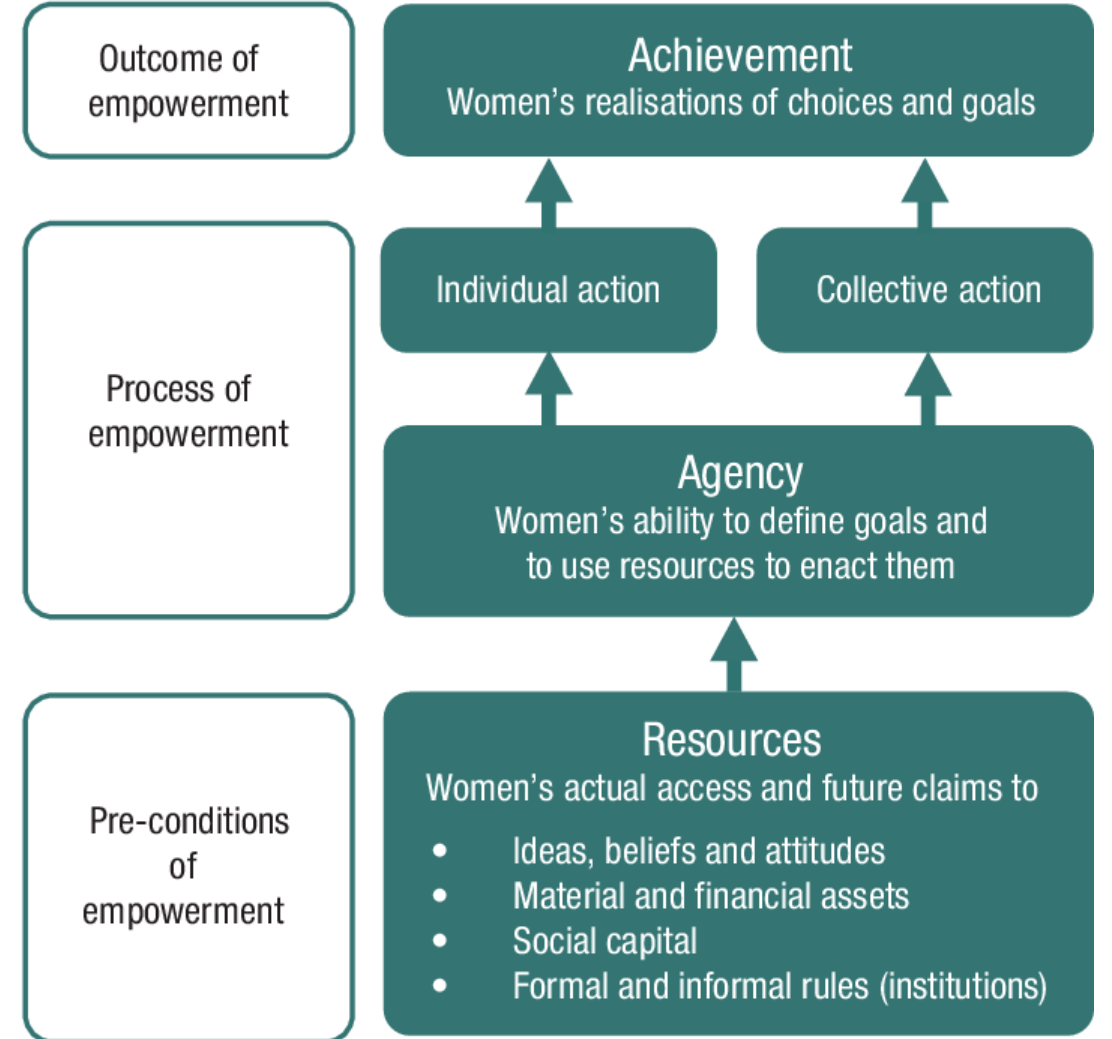 Outcome of
empowerment
Achievement
Women’s realisations of choices and goals
Process of
empowerment
Individual action
Collective action
Agency
Women’s ability to define goals and
to use resources to enact them
Pre-conditions
of
empowerment
Resources
Women’s actual access and future claims to
• Ideas, beliefs and attitudes
• Material and financial assets
• Social capital
• Formal and informal rules (institutions)